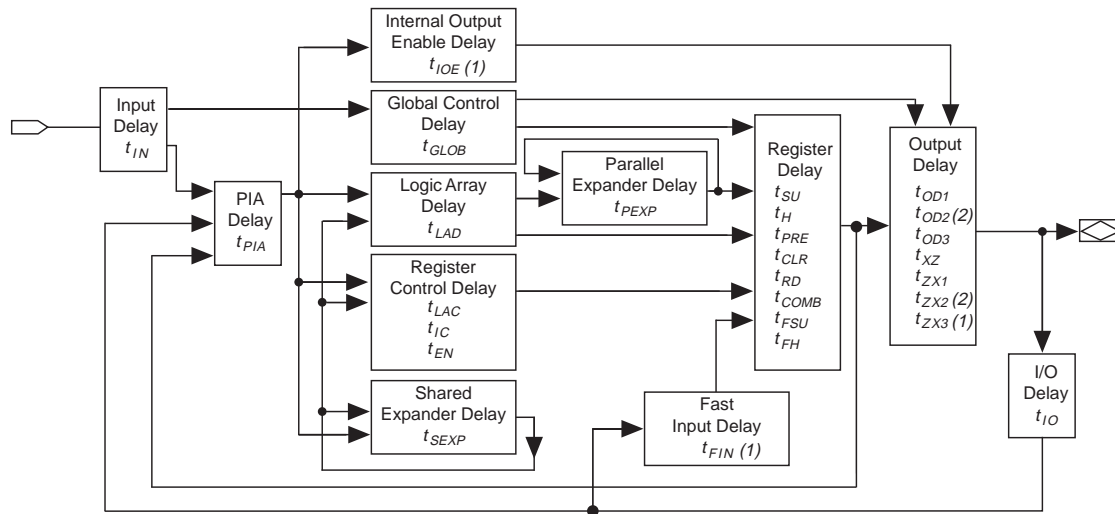 Internal Output
Enable Delay
tIOE (1)
Input
Delay
tIN
Global Control
Delay
tGLOB
PIA
Delay
tPIA
Logic Array
Delay
tLAD
Parallel
Expander Delay
tPEXP
Register
Control Delay
tLAC
tIC
tEN
Shared
Expander Delay
tSEXP
Fast
Input Delay
tFIN (1)
Register
Delay
tSU
tH
tPRE
tCLR
tRD
tCOMB
tFSU
tFH
Output
Delay
tOD1
tOD2 (2)
tOD3
tXZ
tZX1
tZX2 (2)
tZX3 (1)
I/O
Delay
tIO